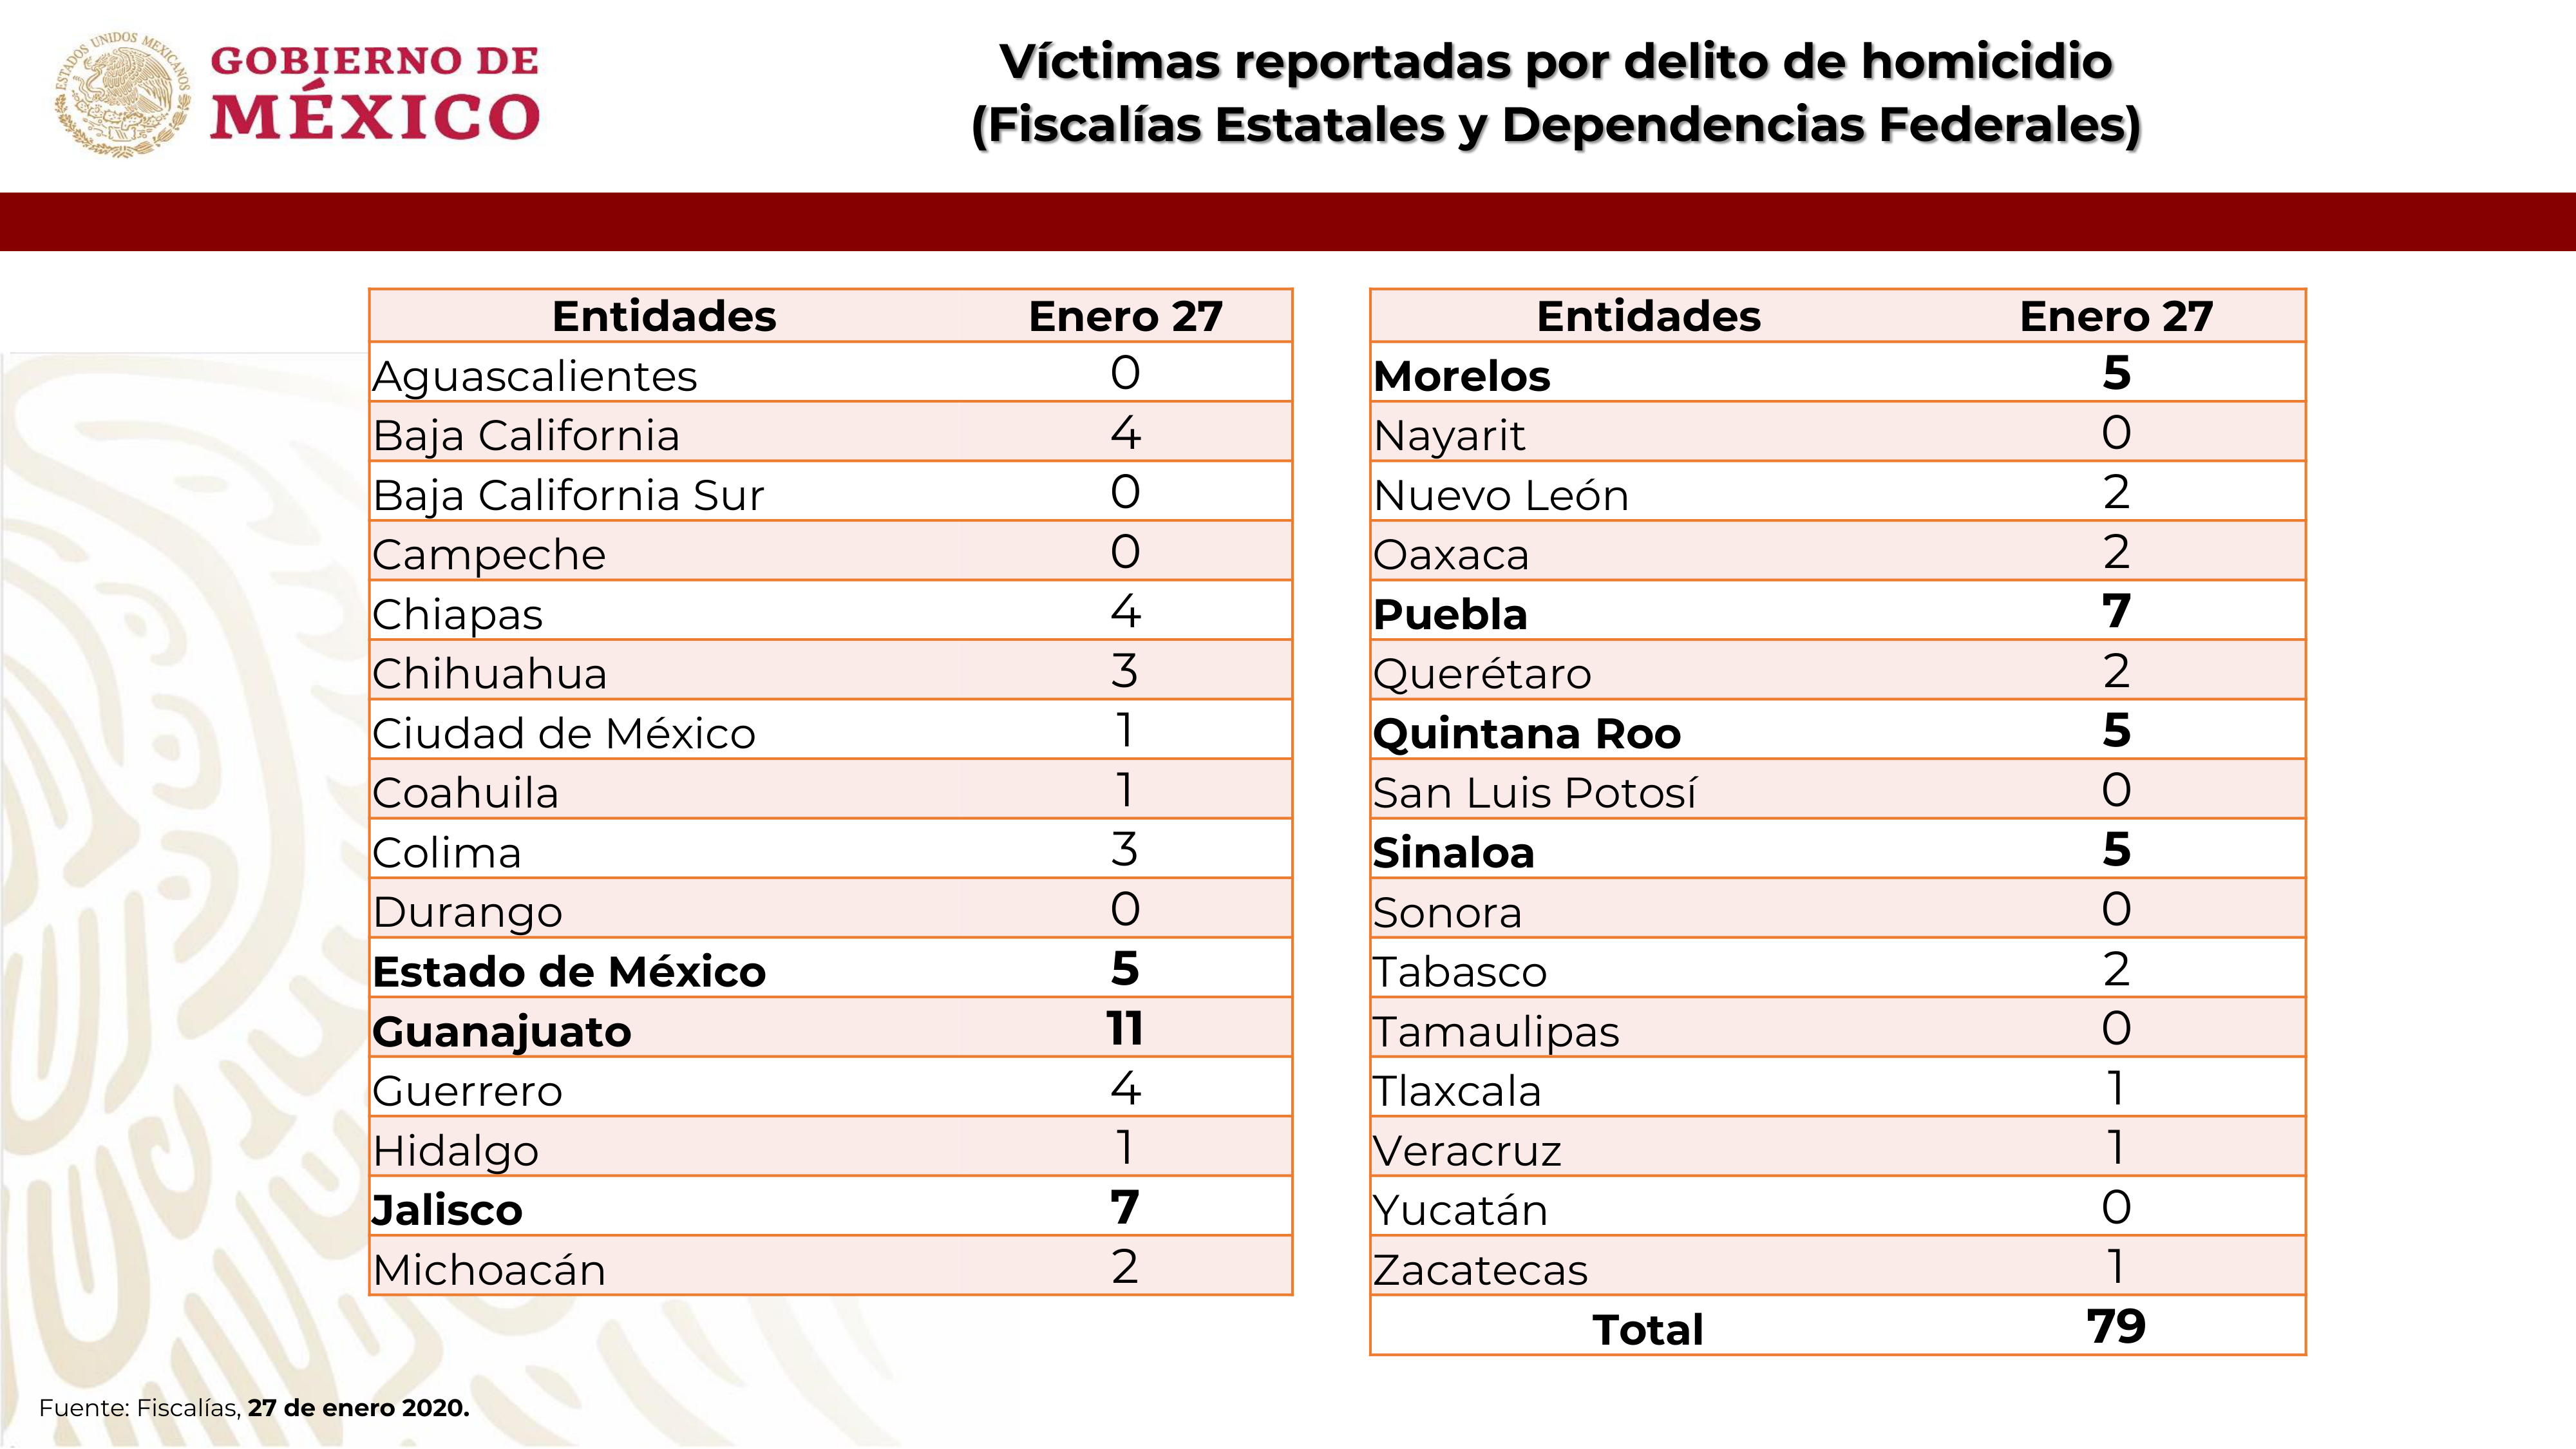 ESTADOS UNIDOS MEXICANOS
GOBIERNO DE
MÉXICO
Víctimas reportadas por delito de homicidio
(Fiscalías Estatales y Dependencias Federales)
Entidades Enero 27
Aguascalientes 0
Baja California 4
Baja California Sur 0
Campeche 0
Chiapas 4
Chihuahua 3
Ciudad de México 1
Coahuila 1
Colima 3
Durango 0
Estado de México 5
Guanajuato 11
Guerrero 4
Hidalgo 1
Jalisco 7
Michoacán 2
Entidades Enero 27
Morelos 5
Nayarit 0
Nuevo León 2
Oaxaca 2
Puebla 7
Querétaro 2
Quintana Roo 5
San Luis Potosí 0
Sinaloa 5
Sonora 0
Tabasco 2
Tamaulipas 0
Tlaxcala 1
Veracruz 1
Yucatán 0
Zacatecas 1
Total 79
Fuente: Fiscalías, 27 de enero 2020.